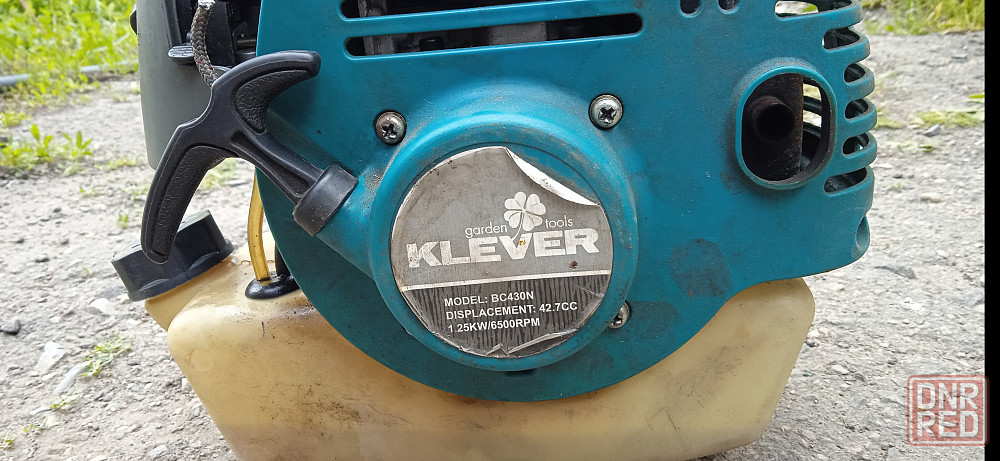 garden tools
KLEVER
MODEL: BC430N
DISPLACEMENT: 42.7CC
1.25KW/6500RPM
DNR
RED